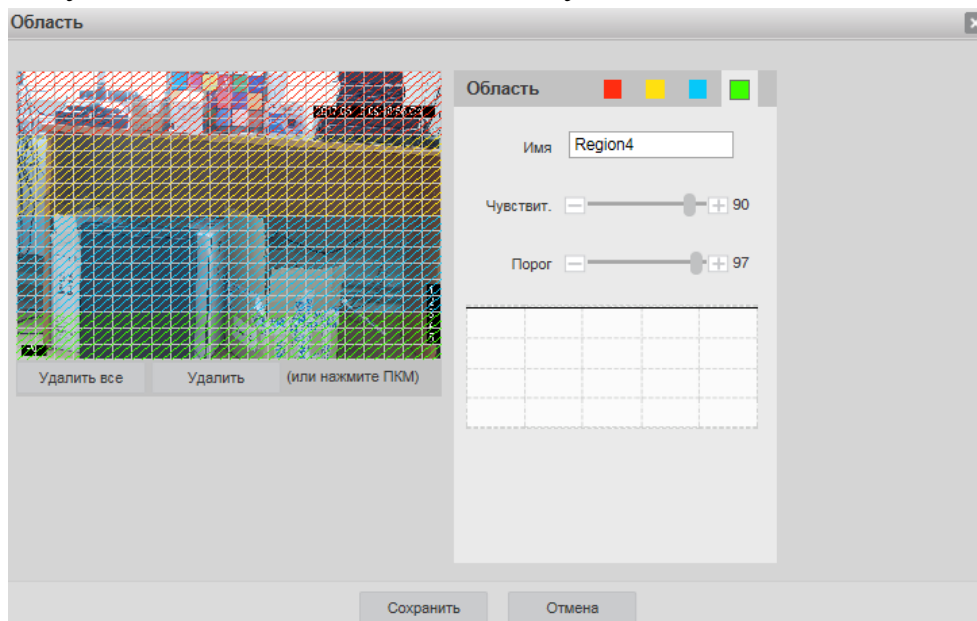 Область
Область
Имя
Region4
Чувствит.
90
Порог
97
Удалить все
Удалить
(или нажмите ПКМ)
Сохранить
Отмена